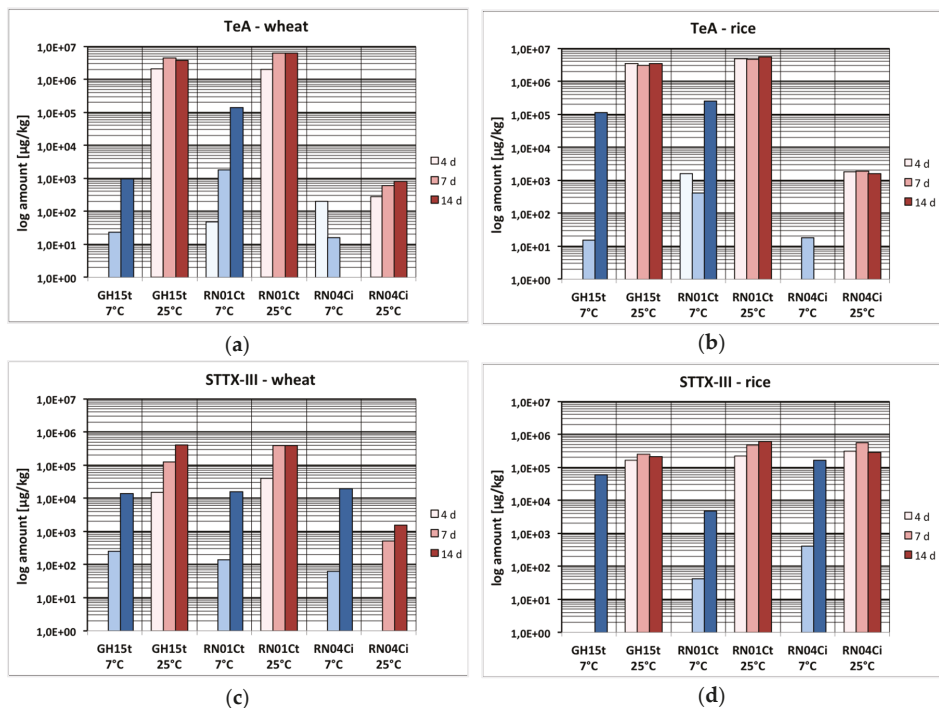 TeA - wheat
log amount [µg/kg]
1,0E+07
1,0E+06
1,0E+05
1,0E+04
1,0E+03
1,0E+02
1,0E+01
1,0E+00
GH15t GH15t RN01Ct RN01Ct RN04Ci RN04Ci
7°C 25°C 7°C 25°C 7°C 25°C
4 d
7 d
14 d
(a)
TeA - rice
log amount [µg/kg]
1,0E+07
1,0E+06
1,0E+05
1,0E+04
1,0E+03
1,0E+02
1,0E+01
1,0E+00
GH15t GH15t RN01Ct RN01Ct RN04Ci RN04Ci
7°C 25°C 7°C 25°C 7°C 25°C
4 d
7 d
14 d
(b)
STTX-III - wheat
log amount [µg/kg]
1,0E+07
1,0E+06
1,0E+05
1,0E+04
1,0E+03
1,0E+02
1,0E+01
1,0E+00
GH15t GH15t RN01Ct RN01Ct RN04Ci RN04Ci
7°C 25°C 7°C 25°C 7°C 25°C
4 d
7 d
14 d
(c)
STTX-III - rice
log amount [µg/kg]
1,0E+07
1,0E+06
1,0E+05
1,0E+04
1,0E+03
1,0E+02
1,0E+01
1,0E+00
GH15t GH15t RN01Ct RN01Ct RN04Ci RN04Ci
7°C 25°C 7°C 25°C 7°C 25°C
4 d
7 d
14 d
(d)